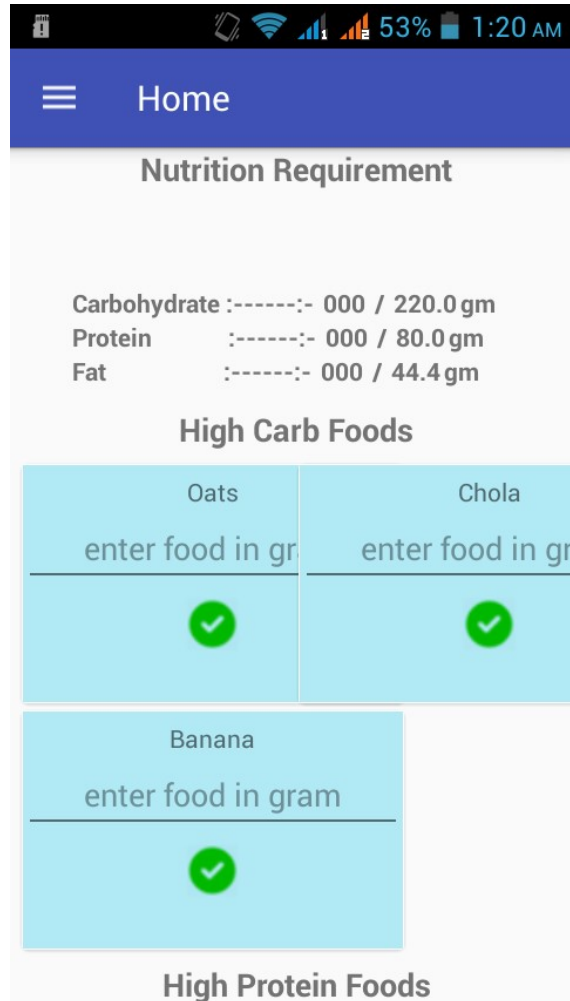 53% 1:20 AM
Home
Nutrition Requirement
Carbohydrate :------:- 000 / 220.0 gm
Protein :------:- 000 / 80.0 gm
Fat :------:- 000 / 44.4 gm
High Carb Foods
Oats Chola
enter food in gr enter food in gr
Banana
enter food in gram
High Protein Foods